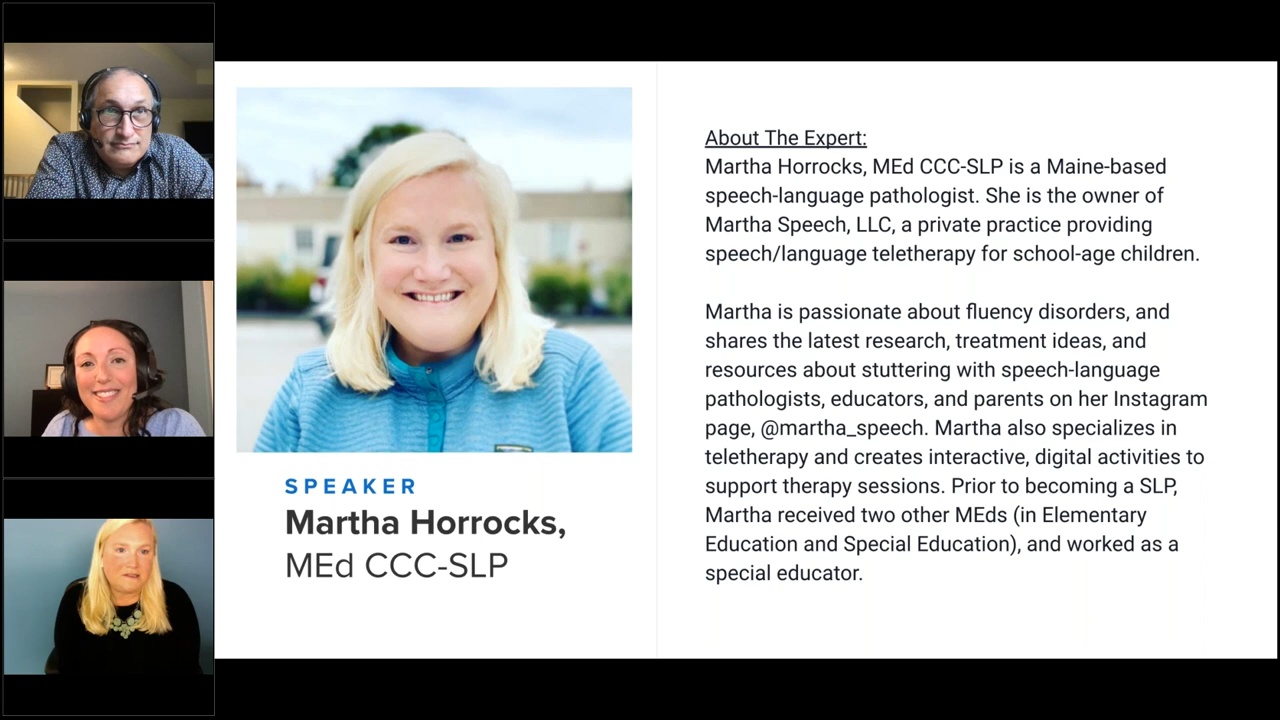 SPEAKER
Martha Horrocks,
MEd CCC-SLP
About The Expert:
Martha Horrocks, MEd CCC-SLP is a Maine-based
speech-language pathologist. She is the owner of
Martha Speech, LLC, a private practice providing
speech/language teletherapy for school-age children.
Martha is passionate about fluency disorders, and
shares the latest research, treatment ideas, and
resources about stuttering with speech-language
pathologists, educators, and parents on her Instagram
page, @martha_speech. Martha also specializes in
teletherapy and creates interactive, digital activities to
support therapy sessions. Prior to becoming a SLP,
Martha received two other MEds (in Elementary
Education and Special Education), and worked as a
special educator.